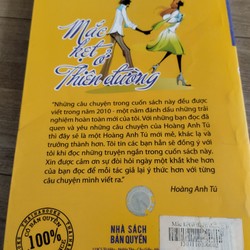 Mắc
kẹt ở
Thiên đường
"Những câu chuyện trong cuốn sách này đều được
viết trong năm 2010 - một năm đánh dấu những trải
nghiệm hoàn toàn mới của tôi. Với những bạn đọc đã
quen và yêu những câu chuyện của Hoàng Anh Tú
thì đây sẽ là một Hoàng Anh Tú mới mẻ, khác lạ và
trưởng thành hơn. Tôi tin các bạn hẳn sẽ đồng ý với
tôi khi đọc những truyện ngắn trong cuốn sách này.
Xin được cảm ơn sự đòi hỏi ngày một khắt khe hơn
của bạn đọc để mỗi tác giả lại ý thức hơn với từng
câu chuyện mình viết ra."
Hoàng Anh Tú
NHÀ SÁCH
BẢN QUYỀN
CÓ BẢN QUYỀN
100%